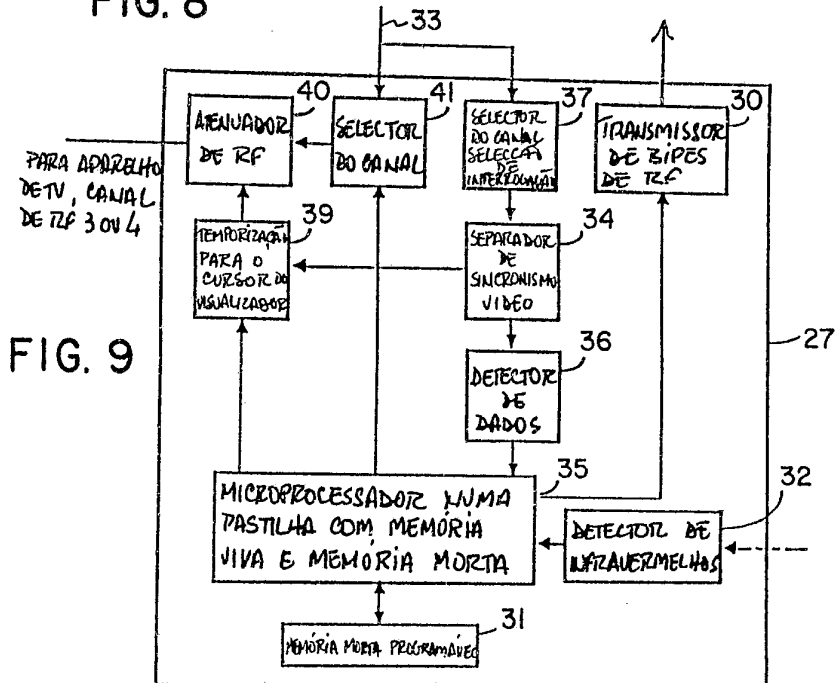 FIG. 8
33
40
ATENUADOR
DE RF
41
SELECTOR
DO CANAL
37
SELECTOR
DO CANAL
SELECCÃO
DE
INTERROGAÇÃO
30
TRANSMISSOR
DE BIPES
DE RF
PARA APARELHO
DE TV, CANAL
DE RF 3 OU 4
39
TEMPORIZAÇÃO
PARA O
CURSOR DO
VISUALIZADOR
34
SEPARADOR
DE
SINCRONISMO
VIDEO
FIG. 9
27
36
DETECTOR
DE
DADOS
35
MICROPROCESSADOR NUMA
PASTILHA COM MEMÓRIA
VIVA E MEMÓRIA MORTA
32
DETECTOR DE
INFRAVERMELHOS
31
MEMÓRIA MORTA PROGRAMÁVEL